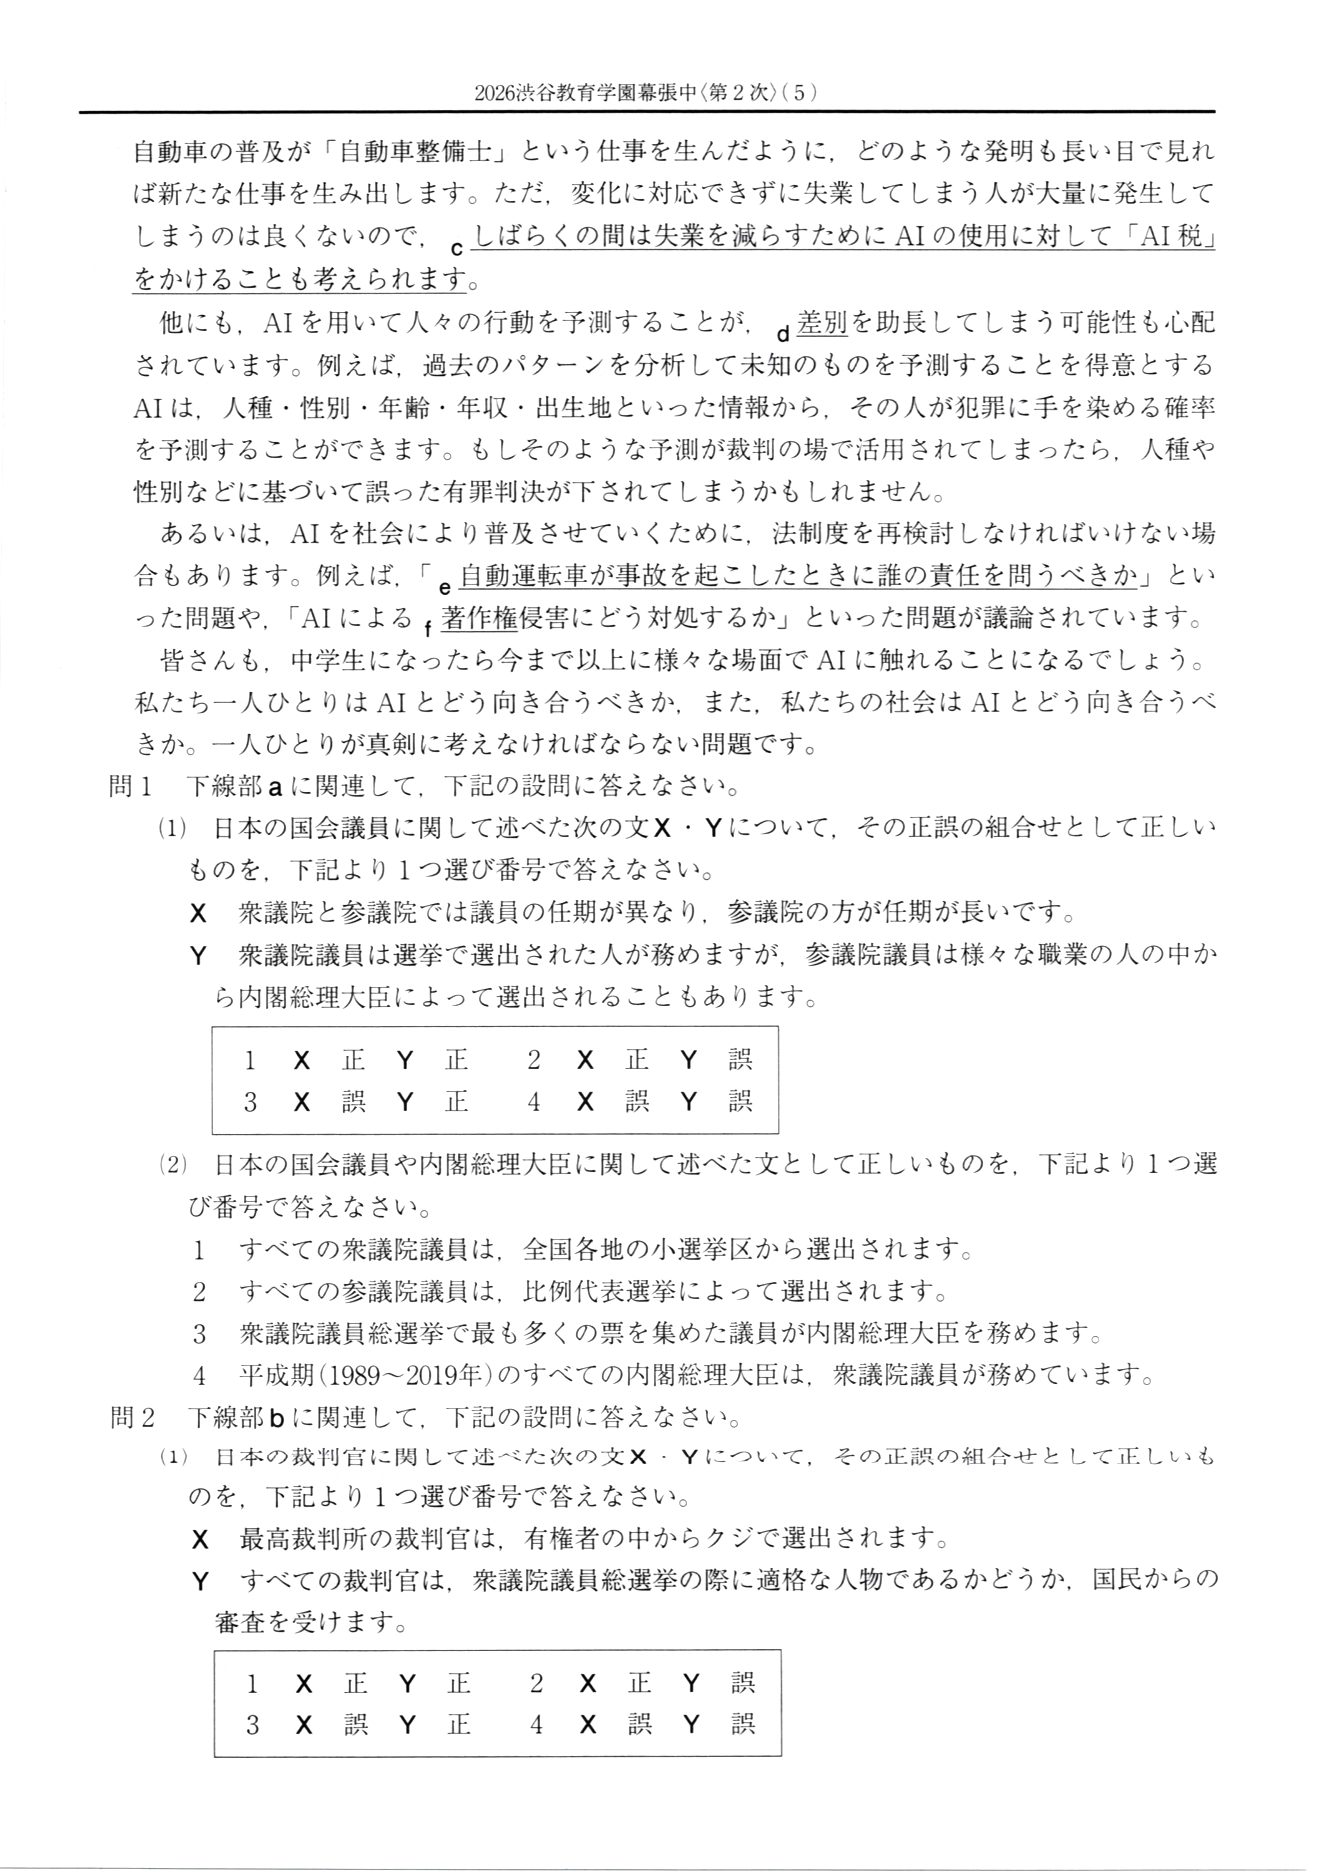 2026渋谷教育学園幕張中〈第2次〉(5)
自動車の普及が「自動車整備士」という仕事を生んだように，どのような発明も長い目で見れ
ば新たな仕事を生み出します。ただ，変化に対応できずに失業してしまう人が大量に発生して
しまうのは良くないので，cしばらくの間は失業を減らすためにAIの使用に対して「AI税」
をかけることも考えられます。
他にも，AIを用いて人々の行動を予測することが，d差別を助長してしまう可能性も心配
されています。例えば，過去のパターンを分析して未知のものを予測することを得意とする
AIは，人種・性別・年齢・年収・出生地といった情報から，その人が犯罪に手を染める確率
を予測することができます。もしそのような予測が裁判の場で活用されてしまったら，人種や
性別などに基づいて誤った有罪判決が下されてしまうかもしれません。
あるいは，AIを社会により普及させていくために，法制度を再検討しなければいけない場
合もあります。例えば，「e自動運転車が事故を起こしたときに誰の責任を問うべきか」とい
った問題や，「AIによるf著作権侵害にどう対処するか」といった問題が議論されています。
皆さんも，中学生になったら今まで以上に様々な場面でAIに触れることになるでしょう。
私たち一人ひとりはAIとどう向き合うべきか，また，私たちの社会はAIとどう向き合うべ
きか。一人ひとりが真剣に考えなければならない問題です。
問1　下線部aに関連して，下記の設問に答えなさい。
(1)　日本の国会議員に関して述べた次の文X・Yについて，その正誤の組合せとして正しい
ものを，下記より1つ選び番号で答えなさい。
X　衆議院と参議院では議員の任期が異なり，参議院の方が任期が長いです。
Y　衆議院議員は選挙で選出された人が務めますが，参議院議員は様々な職業の人の中か
ら内閣総理大臣によって選出されることもあります。
1　X　正　Y　正　　2　X　正　Y　誤
3　X　誤　Y　正　　4　X　誤　Y　誤
(2)　日本の国会議員や内閣総理大臣に関して述べた文として正しいものを，下記より1つ選
び番号で答えなさい。
1　すべての衆議院議員は，全国各地の小選挙区から選出されます。
2　すべての参議院議員は，比例代表選挙によって選出されます。
3　衆議院議員総選挙で最も多くの票を集めた議員が内閣総理大臣を務めます。
4　平成期(1989～2019年)のすべての内閣総理大臣は，衆議院議員が務めています。
問2　下線部bに関連して，下記の設問に答えなさい。
(1)　日本の裁判官に関して述べた次の文X・Yについて，その正誤の組合せとして正しいも
のを，下記より1つ選び番号で答えなさい。
X　最高裁判所の裁判官は，有権者の中からクジで選出されます。
Y　すべての裁判官は，衆議院議員総選挙の際に適格な人物であるかどうか，国民からの
審査を受けます。
1　X　正　Y　正　　2　X　正　Y　誤
3　X　誤　Y　正　　4　X　誤　Y　誤